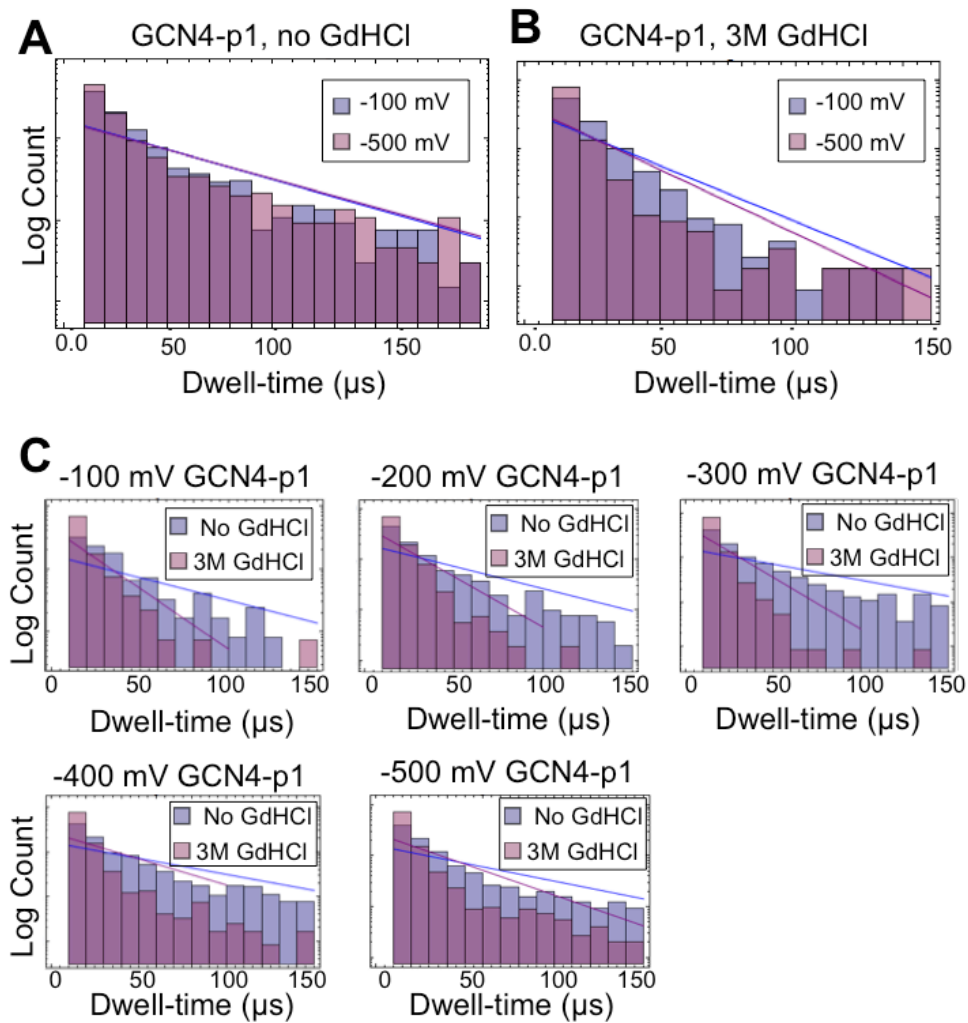 A
GCN4-p1, no GdHCl
-100 mV
-500 mV
Log Count
0.0 50 100 150
Dwell-time (µs)
B
GCN4-p1, 3M GdHCl
-100 mV
-500 mV
0.0 50 100 150
Dwell-time (µs)
C
-100 mV GCN4-p1
No GdHCl
3M GdHCl
Log Count
0 50 100 150
Dwell-time (µs)
-200 mV GCN4-p1
No GdHCl
3M GdHCl
0 50 100 150
Dwell-time (µs)
-300 mV GCN4-p1
No GdHCl
3M GdHCl
0 50 100 150
Dwell-time (µs)
-400 mV GCN4-p1
No GdHCl
3M GdHCl
Log Count
0 50 100 150
Dwell-time (µs)
-500 mV GCN4-p1
No GdHCl
3M GdHCl
0 50 100 150
Dwell-time (µs)